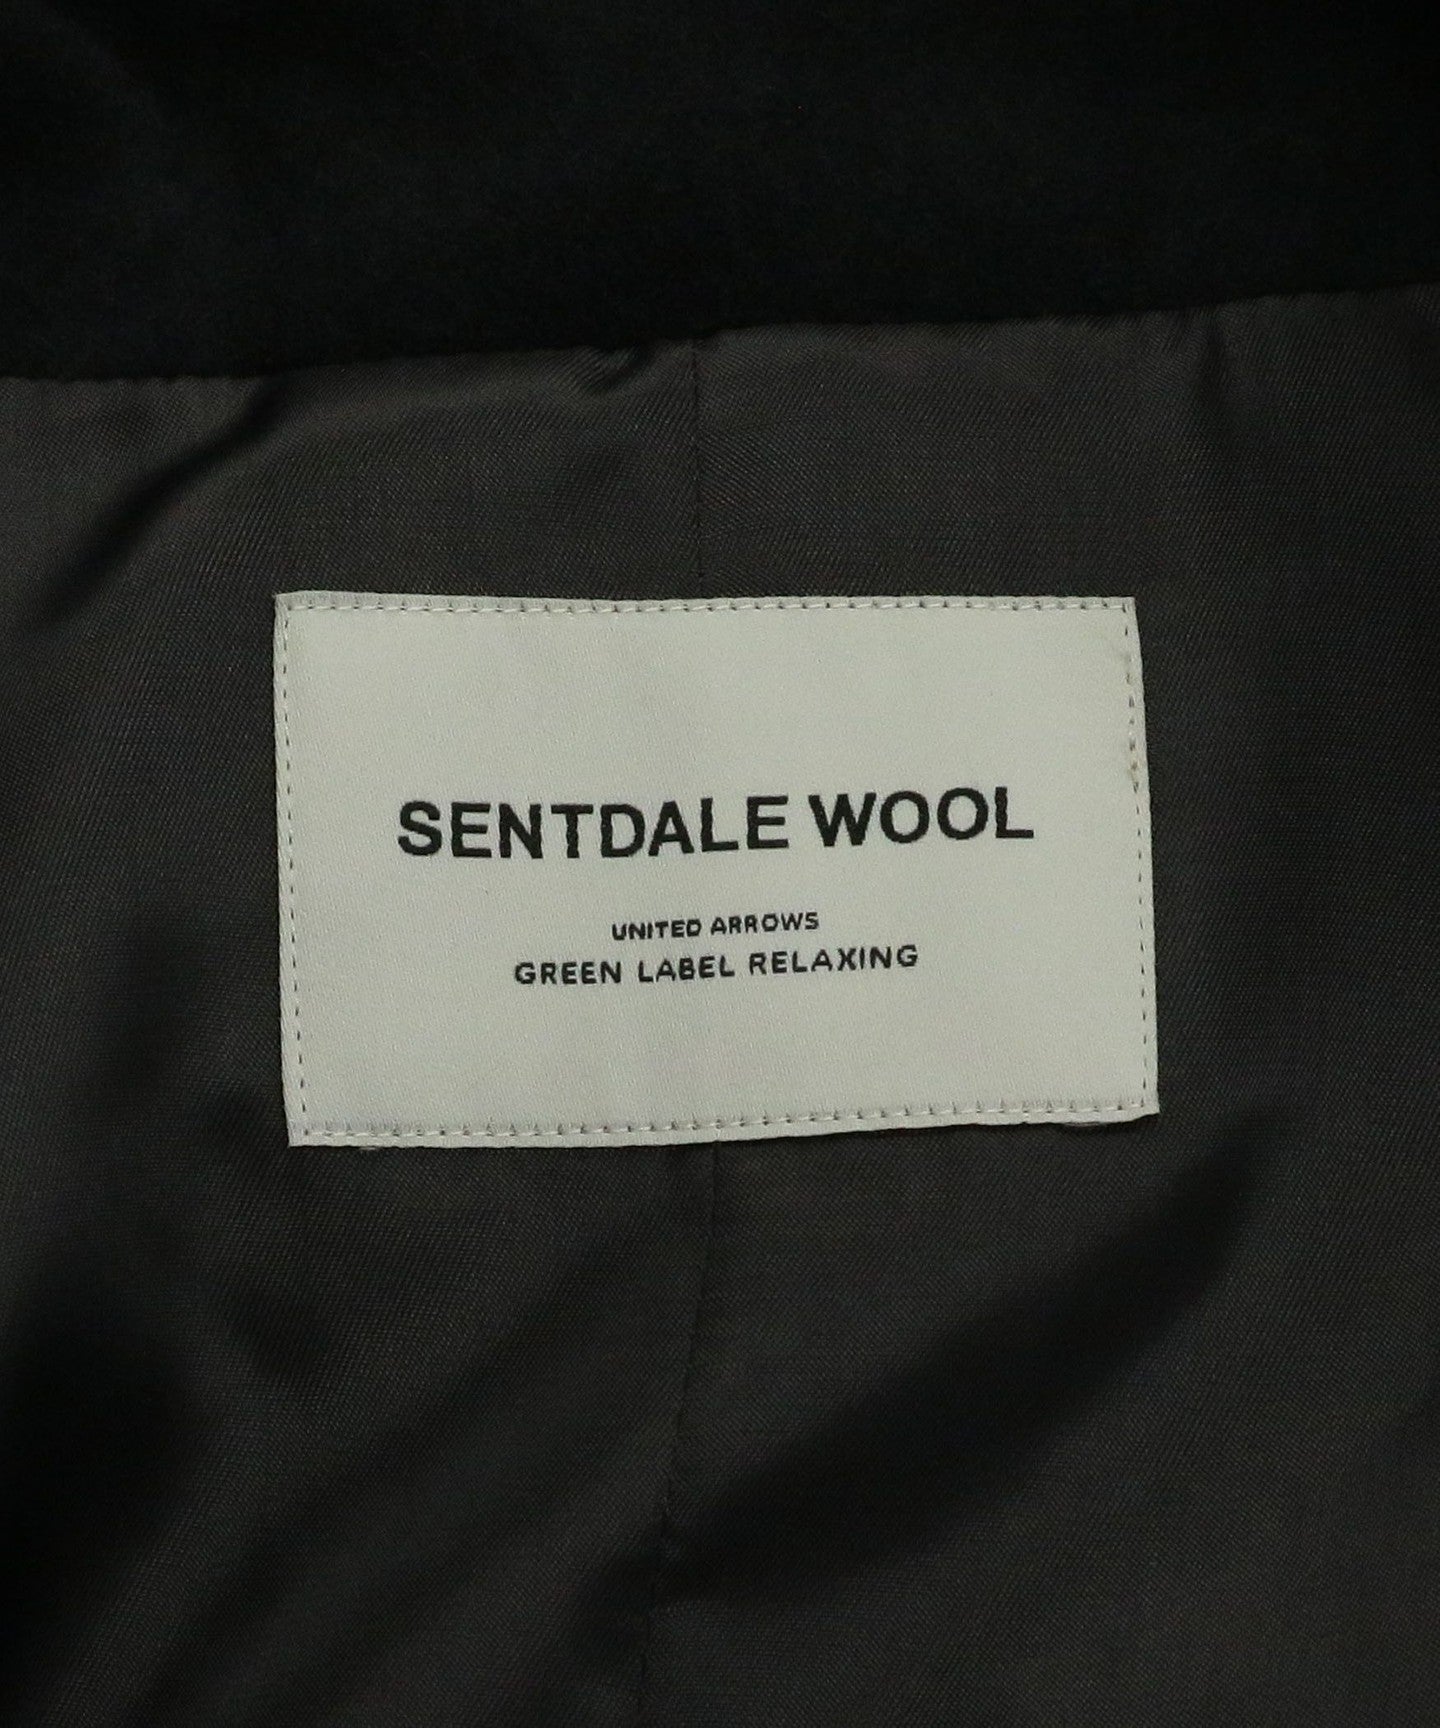 SENTDALE WOOL
UNITED ARROWS
GREEN LABEL RELAXING